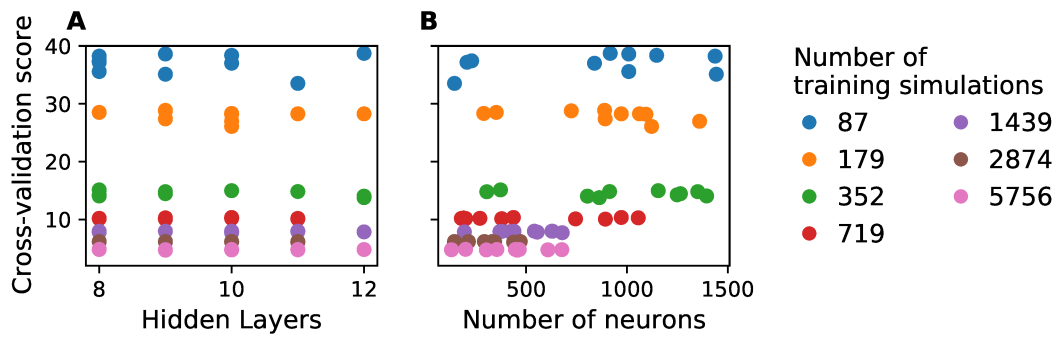 A
B
Cross-validation score
40
30
20
10
8
10
12
Hidden Layers
500
1000
1500
Number of neurons
Number of
training simulations
87
179
352
719
1439
2874
5756